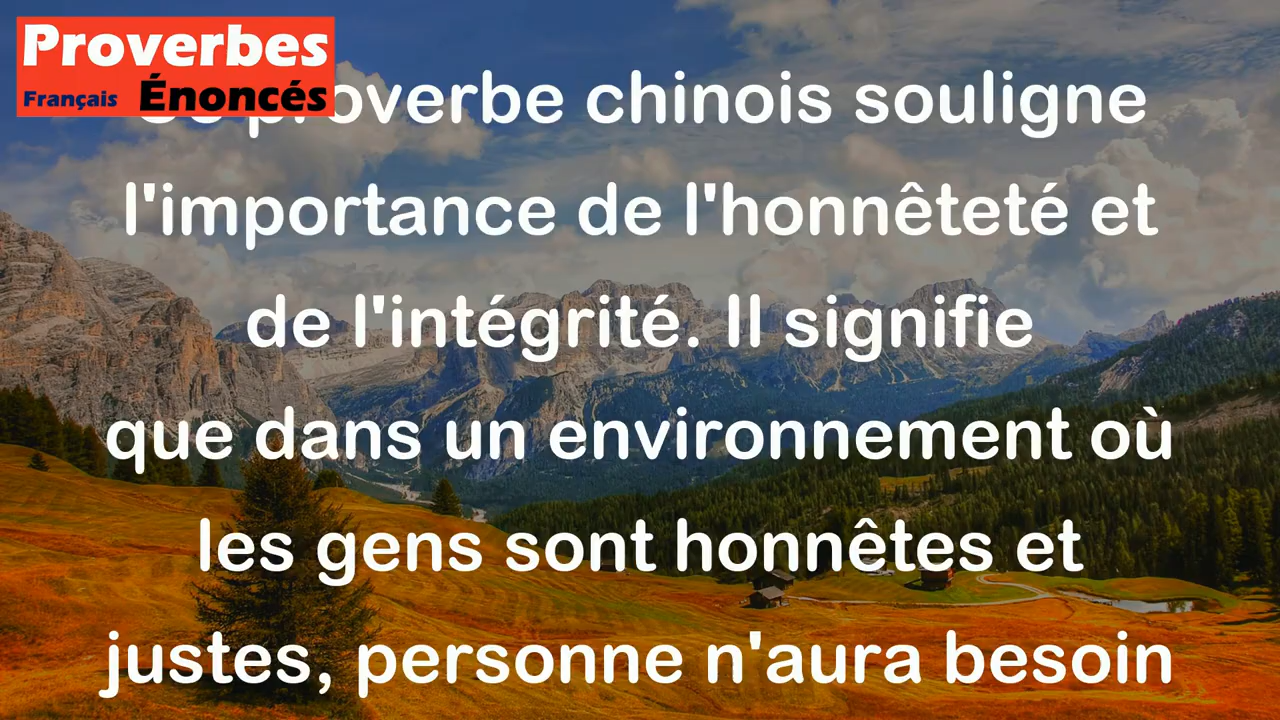 Proverbes
Français Énoncés
proverbe chinois souligne
l'importance de l'honnêteté et
de l'intégrité. Il signifie
que dans un environnement où
les gens sont honnêtes et
justes, personne n'aura besoin